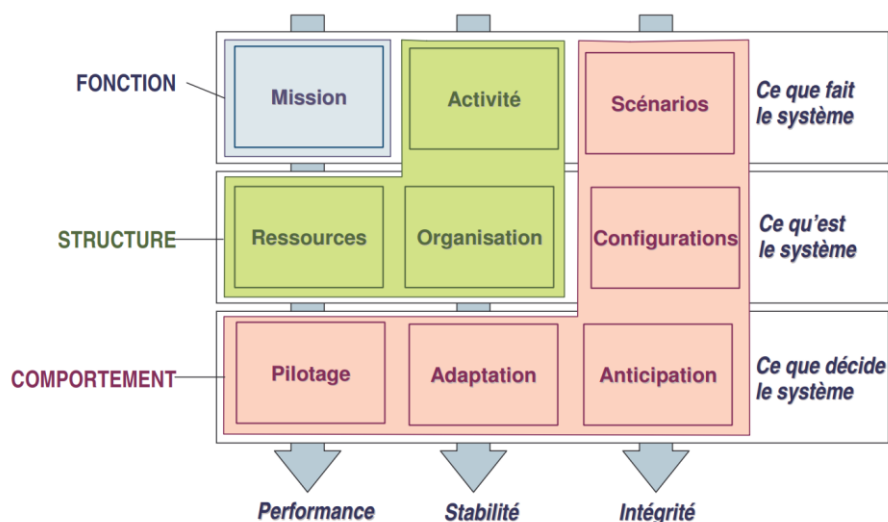 FONCTION
Mission
Activité
Scénarios
Ce que fait
le système
STRUCTURE
Ressources
Organisation
Configurations
Ce qu’est
le système
COMPORTEMENT
Pilotage
Adaptation
Anticipation
Ce que décide
le système
Performance
Stabilité
Intégrité